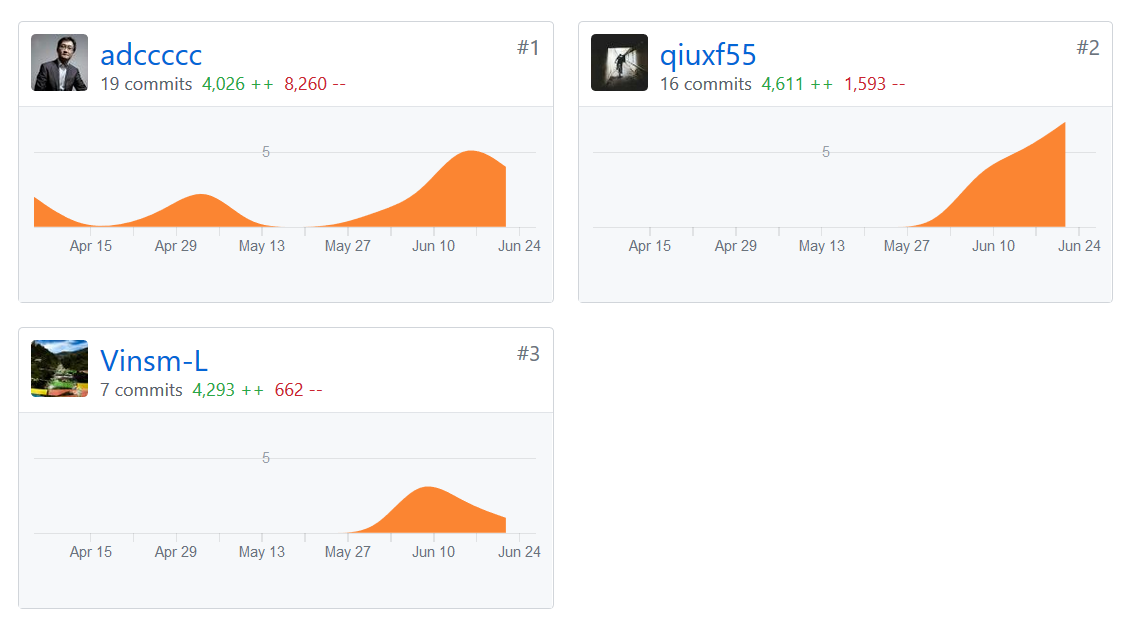 adccccc
#1
19 commits 4,026 ++ 8,260 --
5
Apr 15 Apr 29 May 13 May 27 Jun 10 Jun 24
qiuxf55
#2
16 commits 4,611 ++ 1,593 --
5
Apr 15 Apr 29 May 13 May 27 Jun 10 Jun 24
Vinsm-L
#3
7 commits 4,293 ++ 662 --
5
Apr 15 Apr 29 May 13 May 27 Jun 10 Jun 24